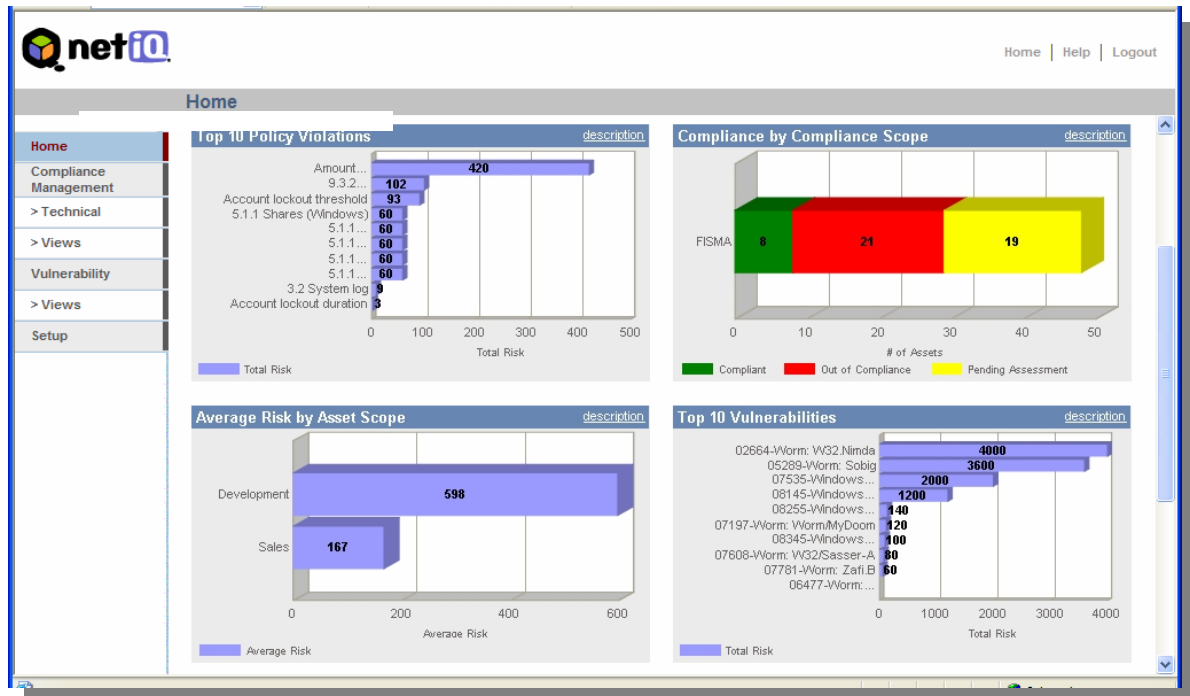 netiQ
Home | Help | Logout
Home
Home
Compliance
Management
> Technical
> Views
Vulnerability
> Views
Setup
Top 10 Policy Violations
description
Amount...
9.3.2...
Account lockout threshold
5.1.1 Shares (Windows)
5.1.1...
5.1.1...
5.1.1...
5.1.1...
3.2 System log
Account lockout duration
420
102
93
60
60
60
60
60
9
3
0 100 200 300 400 500
Total Risk
Total Risk
Compliance by Compliance Scope
description
FISMA
8 21 19
0 10 20 30 40 50
# of Assets
Compliant Out of Compliance Pending Assessment
Average Risk by Asset Scope
description
Development 598
Sales 167
0 200 400 600
Average Risk
Average Risk
Top 10 Vulnerabilities
description
02664-Worm: W32.Nimda 4000
05289-Worm: Sobig 3600
07535-Windows... 2000
08145-Windows... 1200
08255-Windows... 140
07197-Worm: Worm/MyDoom 120
08345-Windows... 100
07608-Worm: W32/Sasser-A 80
07781-Worm: Zafi.B 60
06477-Worm:...
0 1000 2000 3000 4000
Total Risk
Total Risk